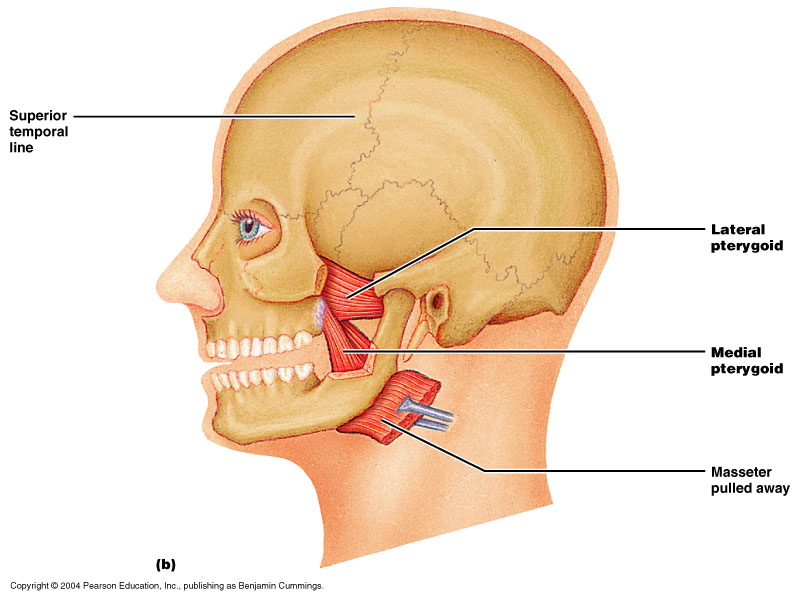 Superior
temporal
line
Lateral
pterygoid
Medial
pterygoid
Masseter
pulled away
(b)
Copyright © 2004 Pearson Education, Inc., publishing as Benjamin Cummings.